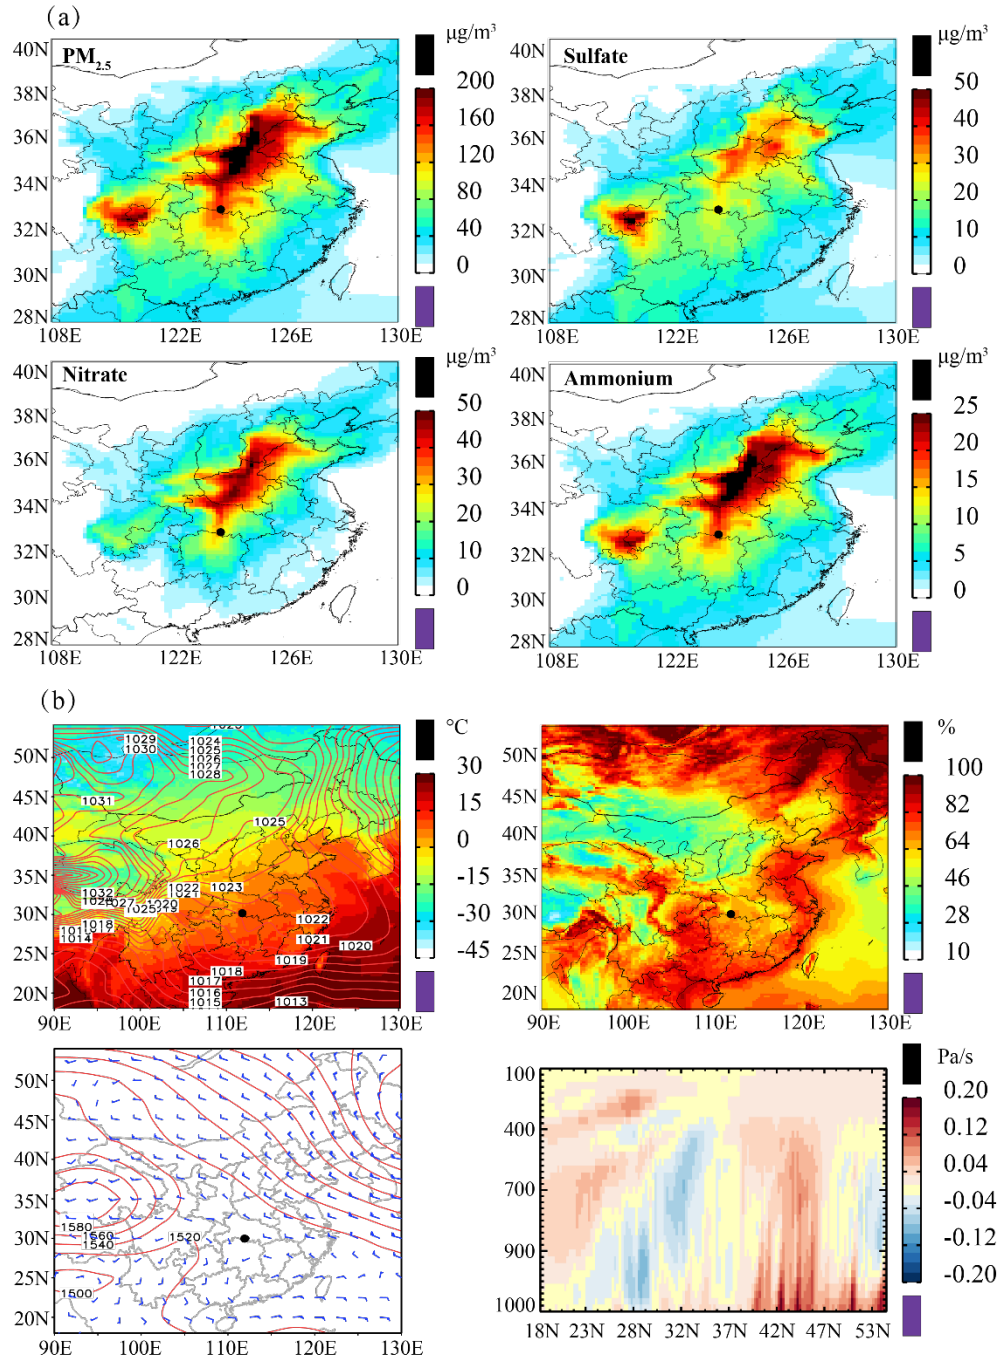 (a)
PM2.5
μg/m³
40N
38N
36N
34N
32N
30N
28N
108E
122E
126E
130E
200
160
120
80
40
0
Sulfate
μg/m³
40N
38N
36N
34N
32N
30N
28N
108E
122E
126E
130E
50
40
30
20
10
0
Nitrate
μg/m³
40N
38N
36N
34N
32N
30N
28N
108E
122E
126E
130E
50
40
30
20
10
0
Ammonium
μg/m³
40N
38N
36N
34N
32N
30N
28N
108E
122E
126E
130E
25
20
15
10
5
0
(b)
°C
50N
45N
40N
35N
30N
25N
20N
90E
100E
110E
120E
130E
30
15
0
-15
-30
-45
1029
1030
1024
1025
1026
1027
1028
1031
1025
1026
1032
1022
1021
1023
1020
1018
1014
1022
1021
1020
1019
1018
1017
1016
1015
1013
%
50N
45N
40N
35N
30N
25N
20N
90E
100E
110E
120E
130E
100
82
64
46
28
10
50N
45N
40N
35N
30N
25N
20N
90E
100E
110E
120E
130E
1580
1560
1540
1520
1500
Pa/s
100
400
700
900
1000
18N
23N
28N
32N
37N
42N
47N
53N
0.20
0.12
0.04
-0.04
-0.12
-0.20